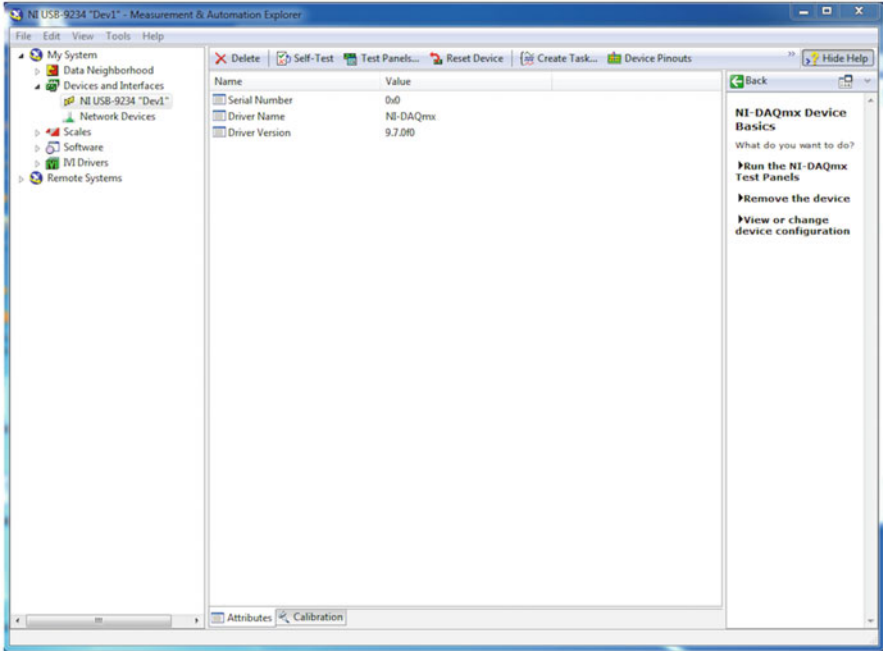 NI USB-9234 "Dev1" - Measurement & Automation Explorer
File Edit View Tools Help
My System
Data Neighborhood
Devices and Interfaces
NI USB-9234 "Dev1"
Network Devices
Scales
Software
IVI Drivers
Remote Systems
Delete Self-Test Test Panels... Reset Device Create Task... Device Pinouts » Hide Help
Name Value
Serial Number 0x0
Driver Name NI-DAQmx
Driver Version 9.7.0f0
Back
NI-DAQmx Device
Basics
What do you want to do?
Run the NI-DAQmx
Test Panels
Remove the device
View or change
device configuration
Attributes Calibration